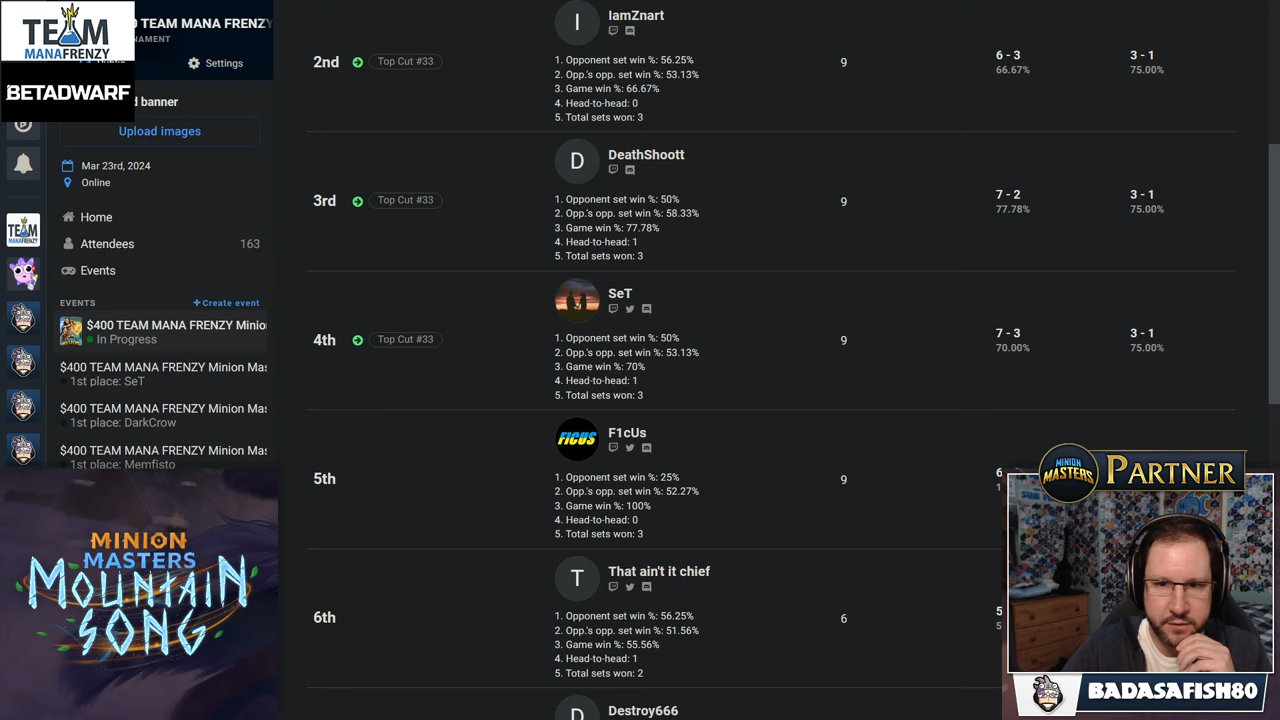 TEAM
MANAFRENZY
BETADWARF
TEAM MANA FRENZY
Settings
banner
Upload images
Mar 23rd, 2024
Online
Home
Attendees 163
Events
EVENTS + Create event
$400 TEAM MANA FRENZY Minio
In Progress
$400 TEAM MANA FRENZY Minion Mas
1st place: SeT
$400 TEAM MANA FRENZY Minion Mas
1st place: DarkCrow
$400 TEAM MANA FRENZY Minion Mas
1st place: Memfisto
MINION
MASTERS
MOUNTAIN
SONG
I
IamZnart
2nd Top Cut #33
1. Opponent set win %: 56.25%
2. Opp.'s opp. set win %: 53.13%
3. Game win %: 66.67%
4. Head-to-head: 0
5. Total sets won: 3
9
6 - 3
66.67%
3 - 1
75.00%
D
DeathShoott
3rd Top Cut #33
1. Opponent set win %: 50%
2. Opp.'s opp. set win %: 58.33%
3. Game win %: 77.78%
4. Head-to-head: 1
5. Total sets won: 3
9
7 - 2
77.78%
3 - 1
75.00%
SeT
4th Top Cut #33
1. Opponent set win %: 50%
2. Opp.'s opp. set win %: 53.13%
3. Game win %: 70%
4. Head-to-head: 1
5. Total sets won: 3
9
7 - 3
70.00%
3 - 1
75.00%
FICUS
F1cUs
5th
1. Opponent set win %: 25%
2. Opp.'s opp. set win %: 52.27%
3. Game win %: 100%
4. Head-to-head: 0
5. Total sets won: 3
9
6
T
That ain't it chief
6th
1. Opponent set win %: 56.25%
2. Opp.'s opp. set win %: 51.56%
3. Game win %: 55.56%
4. Head-to-head: 1
5. Total sets won: 2
6
5
D
Destroy666
MINION
MASTERS
PARTNER
BADASAFISH80